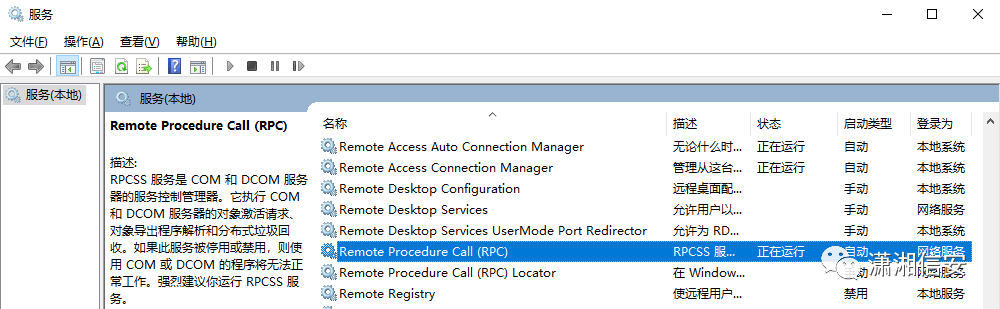 服务
文件(F) 操作(A) 查看(V) 帮助(H)
服务(本地)
服务(本地)
Remote Procedure Call (RPC)
描述:
RPCSS 服务是 COM 和 DCOM 服务
器的服务控制管理器。它执行 COM
和 DCOM 服务器的对象激活请求、
对象导出程序解析和分布式垃圾回
收。如果此服务被停用或禁用，则使
用 COM 或 DCOM 的程序将无法正
常工作。强烈建议你运行 RPCSS 服
务。
名称 描述 状态 启动类型 登录为
Remote Access Auto Connection Manager 无论什么时... 正在运行 自动 本地系统
Remote Access Connection Manager 管理从这台... 正在运行 自动 本地系统
Remote Desktop Configuration 远程桌面配... 手动 本地系统
Remote Desktop Services 允许用户以... 手动 网络服务
Remote Desktop Services UserMode Port Redirector 允许为 RD... 手动 本地系统
Remote Procedure Call (RPC) RPCSS 服... 正在运行 自动 网络服务
Remote Procedure Call (RPC) Locator 在 Window... 网络服务
Remote Registry 使远程用户... 禁用 本地服务
潇湘信安